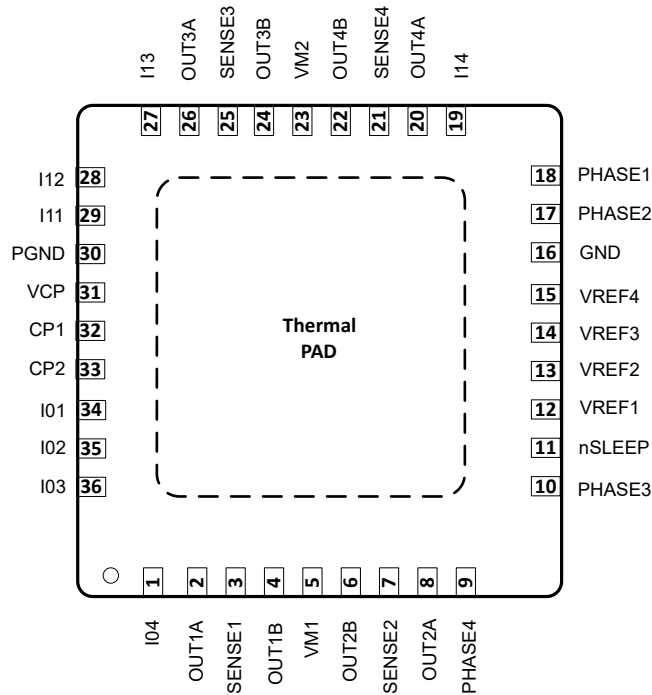 I13
OUT3A
SENSE3
OUT3B
VM2
OUT4B
SENSE4
OUT4A
I14
27
26
25
24
23
22
21
20
19
I12 28
I11 29
PGND 30
VCP 31
CP1 32
CP2 33
I01 34
I02 35
I03 36
Thermal
PAD
18 PHASE1
17 PHASE2
16 GND
15 VREF4
14 VREF3
13 VREF2
12 VREF1
11 nSLEEP
10 PHASE3
1
2
3
4
5
6
7
8
9
I04
OUT1A
SENSE1
OUT1B
VM1
OUT2B
SENSE2
OUT2A
PHASE4